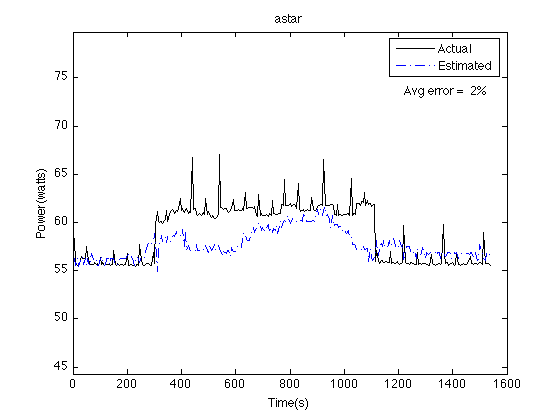 astar
Actual
Estimated
Avg error = 2%
Power(watts)
75
70
65
60
55
50
45
0 200 400 600 800 1000 1200 1400 1600
Time(s)